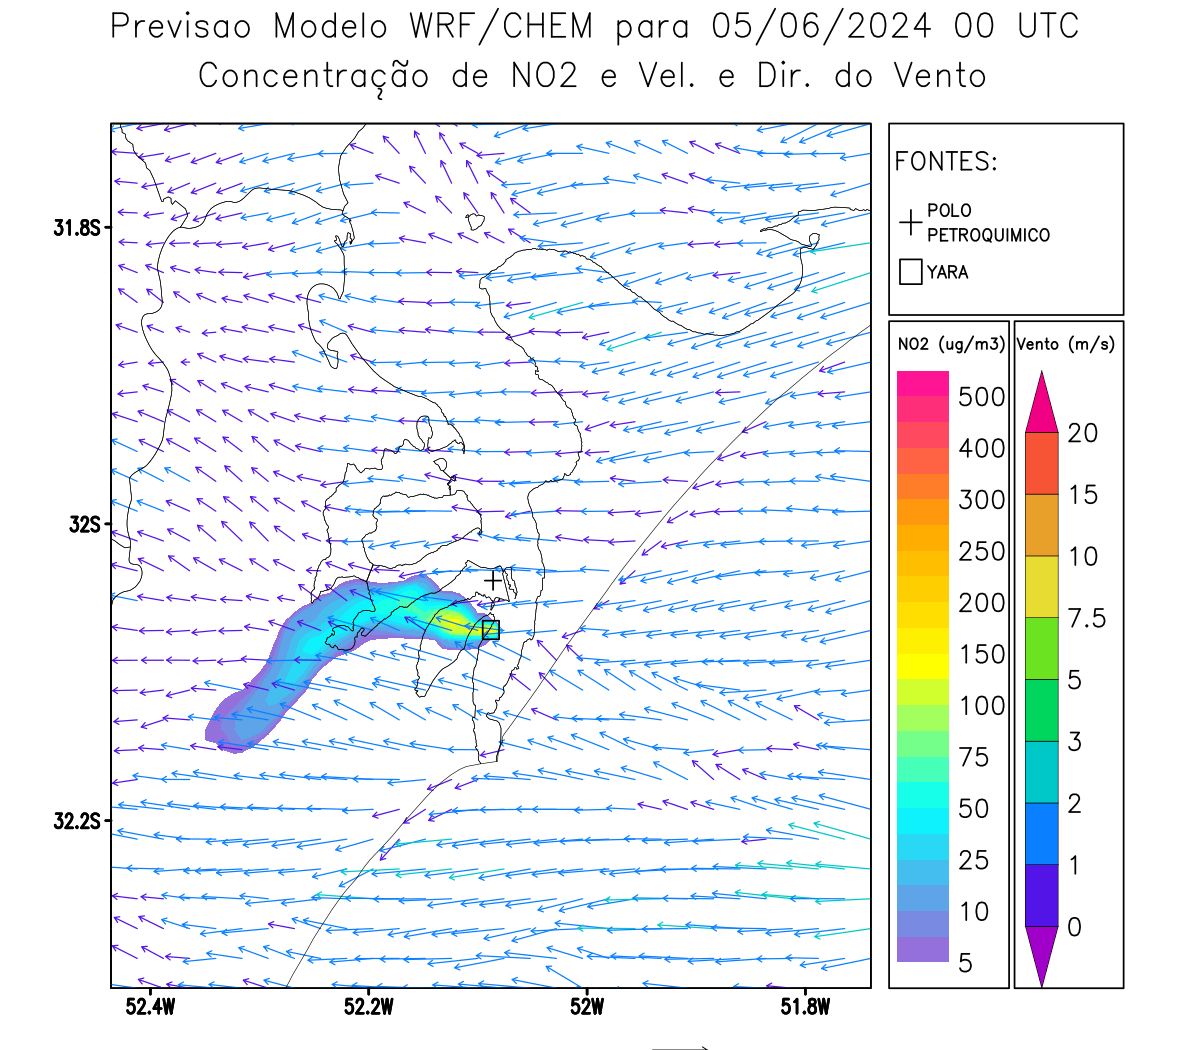 Previsao Modelo WRF/CHEM para 05/06/2024 00 UTC
Concentração de NO2 e Vel. e Dir. do Vento
FONTES:
POLO
PETROQUIMICO
YARA
31.8S
32S
32.2S
52.4W
52.2W
52W
51.8W
NO2 (ug/m3)
500
400
300
250
200
150
100
75
50
25
10
5
Vento (m/s)
20
15
10
7.5
5
3
2
1
0